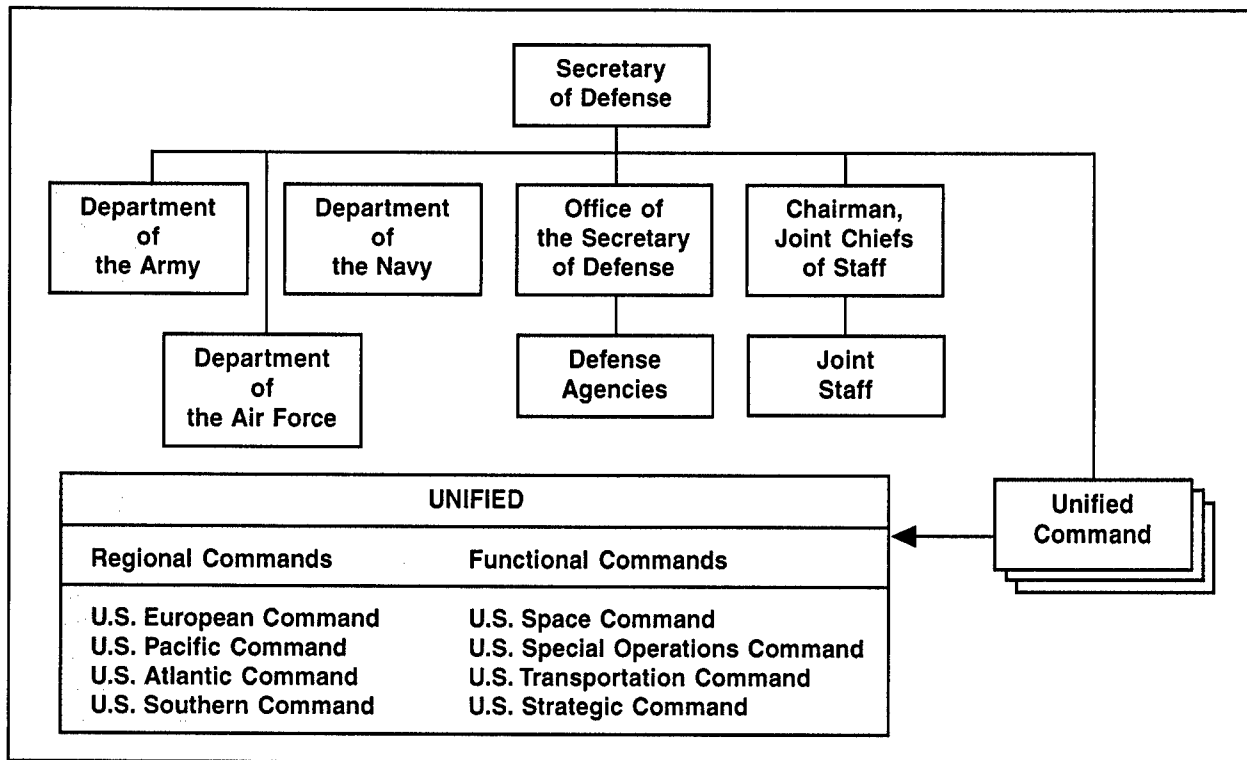 Secretary
of Defense
Department
of
the Army
Department
of
the Navy
Office of
the Secretary
of Defense
Chairman,
Joint Chiefs
of Staff
Department
of
the Air Force
Defense
Agencies
Joint
Staff
Unified
Command
UNIFIED
Regional Commands
Functional Commands
U.S. European Command
U.S. Pacific Command
U.S. Atlantic Command
U.S. Southern Command
U.S. Space Command
U.S. Special Operations Command
U.S. Transportation Command
U.S. Strategic Command